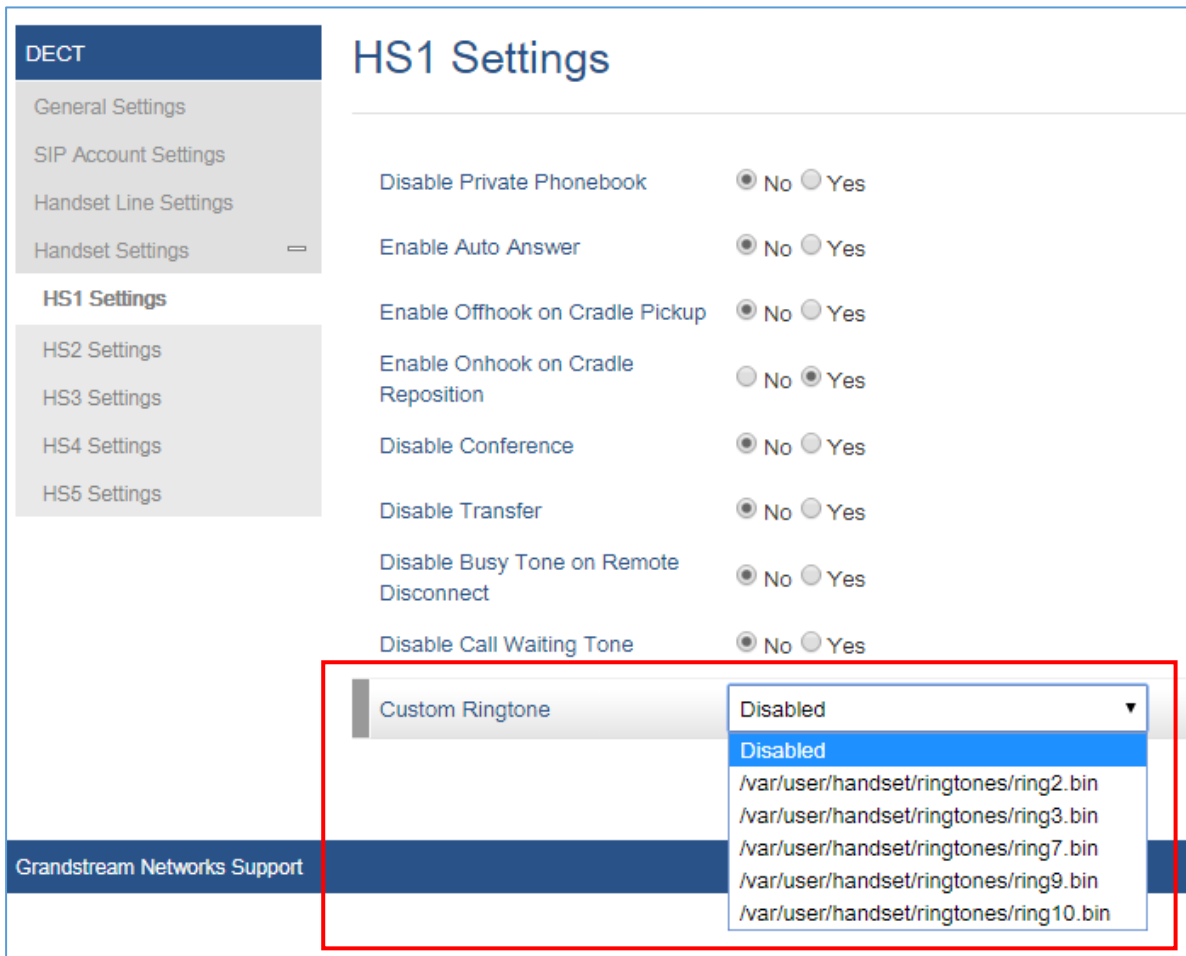 DECT
General Settings
SIP Account Settings
Handset Line Settings
Handset Settings
HS1 Settings
HS2 Settings
HS3 Settings
HS4 Settings
HS5 Settings
HS1 Settings
Disable Private Phonebook No Yes
Enable Auto Answer No Yes
Enable Offhook on Cradle Pickup No Yes
Enable Onhook on Cradle
Reposition No Yes
Disable Conference No Yes
Disable Transfer No Yes
Disable Busy Tone on Remote
Disconnect No Yes
Disable Call Waiting Tone No Yes
Custom Ringtone Disabled
Disabled
/var/user/handset/ringtones/ring2.bin
/var/user/handset/ringtones/ring3.bin
/var/user/handset/ringtones/ring7.bin
/var/user/handset/ringtones/ring9.bin
/var/user/handset/ringtones/ring10.bin
Grandstream Networks Support